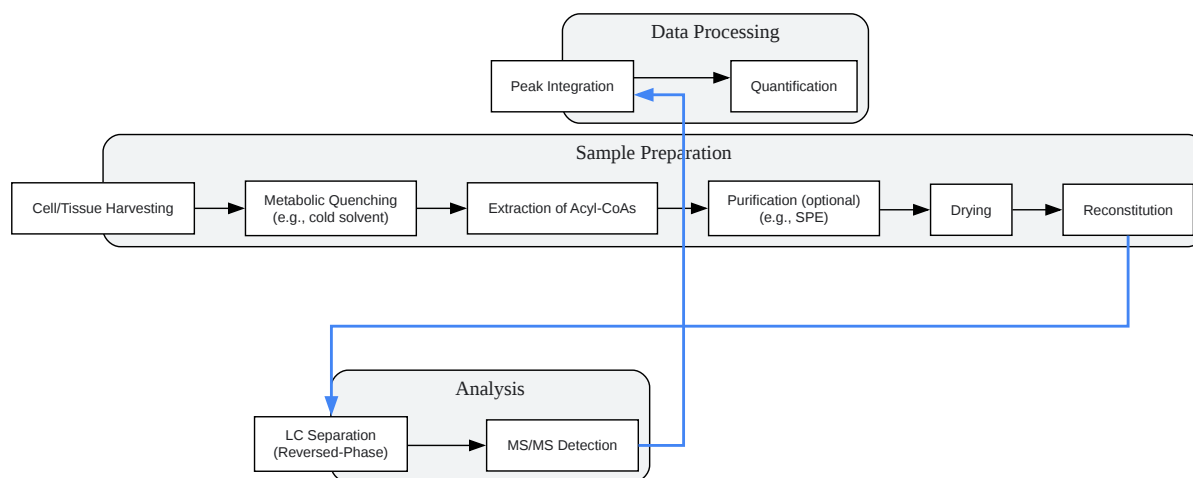 Data Processing
Peak Integration
Quantification
Sample Preparation
Cell/Tissue Harvesting
Metabolic Quenching
(e.g., cold solvent)
Extraction of Acyl-CoAs
Purification (optional)
(e.g., SPE)
Drying
Reconstitution
Analysis
LC Separation
(Reversed-Phase)
MS/MS Detection